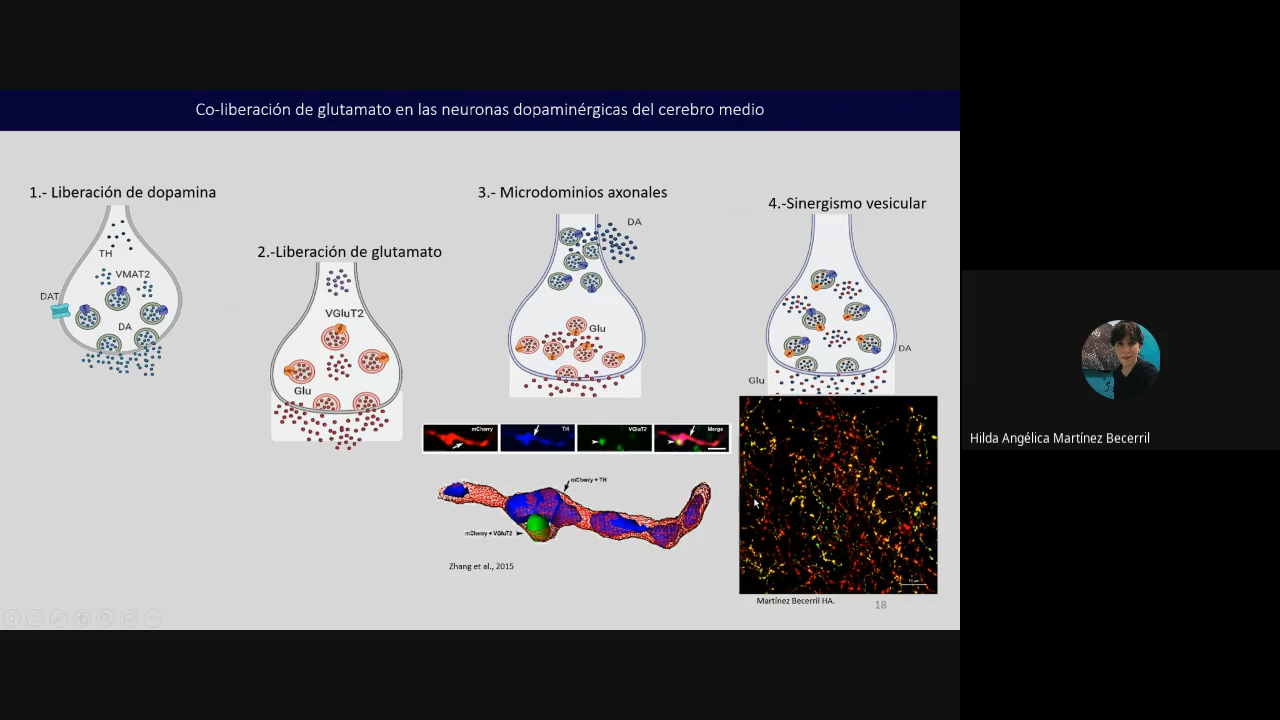 Co-liberación de glutamato en las neuronas dopaminérgicas del cerebro medio
1.- Liberación de dopamina
TH
VMAT2
DAT
DA
2.-Liberación de glutamato
VGluT2
Glu
3.- Microdominios axonales
DA
Glu
4.-Sinergismo vesicular
DA
Glu
mCherry
TH
VGluT2
Merge
mCherry + TH
mCherry + VGluT2
Zhang et al., 2015
Martínez Becerril HA.
18
Hilda Angélica Martínez Becerril